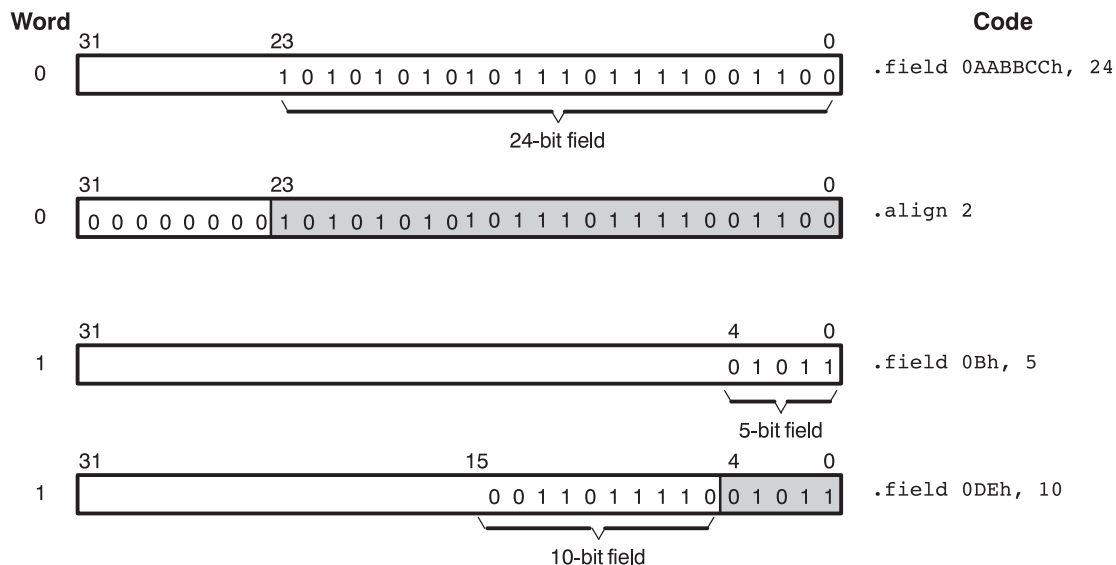 Word
Code
31 23 0
0 1 0 1 0 1 0 1 0 1 0 1 1 1 0 1 1 1 1 0 0 1 1 0 0 .field 0AABBCCh, 24
24-bit field
31 23 0
0 0 0 0 0 0 0 0 0 1 0 1 0 1 0 1 0 1 0 1 1 1 0 1 1 1 1 0 0 1 1 0 0 .align 2
31 4 0
1 0 1 0 1 1 .field 0Bh, 5
5-bit field
31 15 4 0
1 0 0 1 1 0 1 1 1 1 0 0 1 0 1 1 .field 0DEh, 10
10-bit field